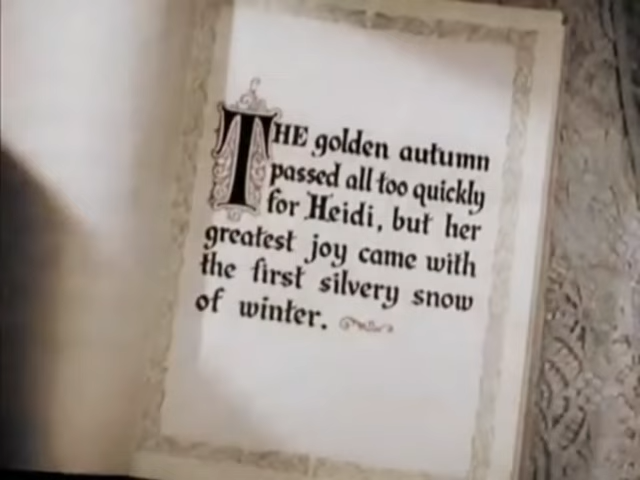 THE golden autumn
passed all too quickly
for Heidi, but her
greatest joy came with
the first silvery snow
of winter.